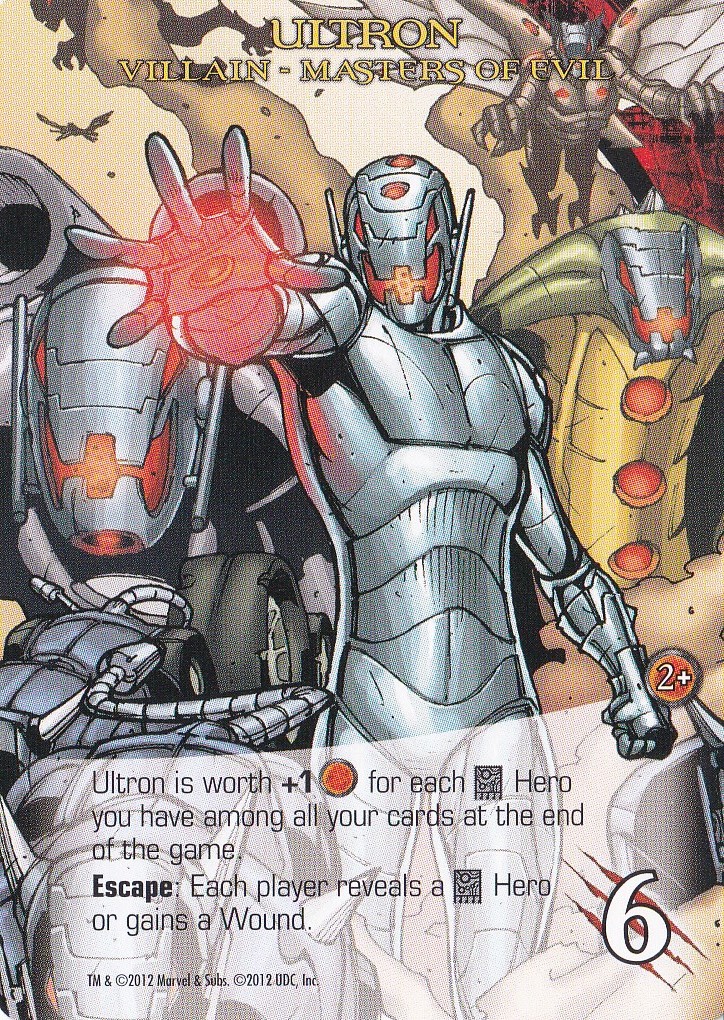 ULTRON
VILLAIN - MASTERS OF EVIL
2+
Ultron is worth +1 for each Hero
you have among all your cards at the end
of the game.
Escape: Each player reveals a Hero
or gains a Wound.
6
TM & ©2012 Marvel & Subs. ©2012 UDC, Inc.